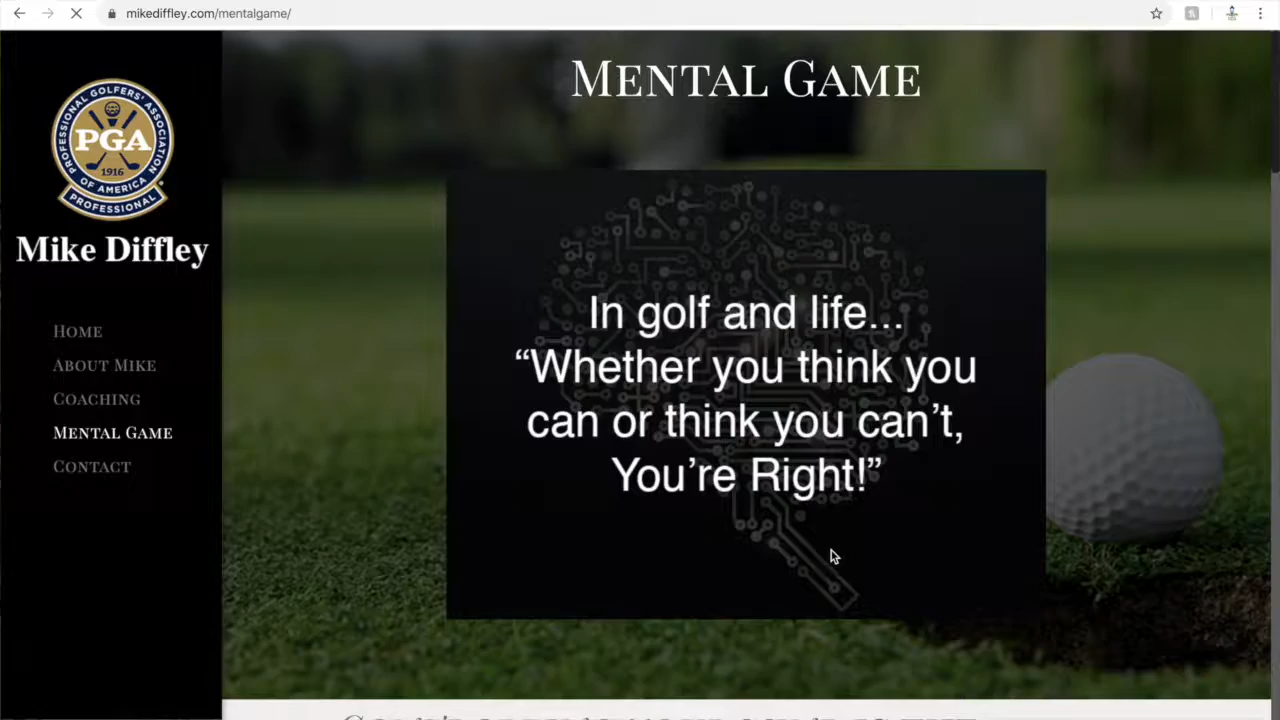 mikediffley.com/mentalgame/
PROFESSIONAL GOLFERS' ASSOCIATION
PGA
1916
OF AMERICA
PROFESSIONAL
Mike Diffley
Home
About Mike
Coaching
Mental Game
Contact
Mental Game
In golf and life...
“Whether you think you
can or think you can’t,
You’re Right!”